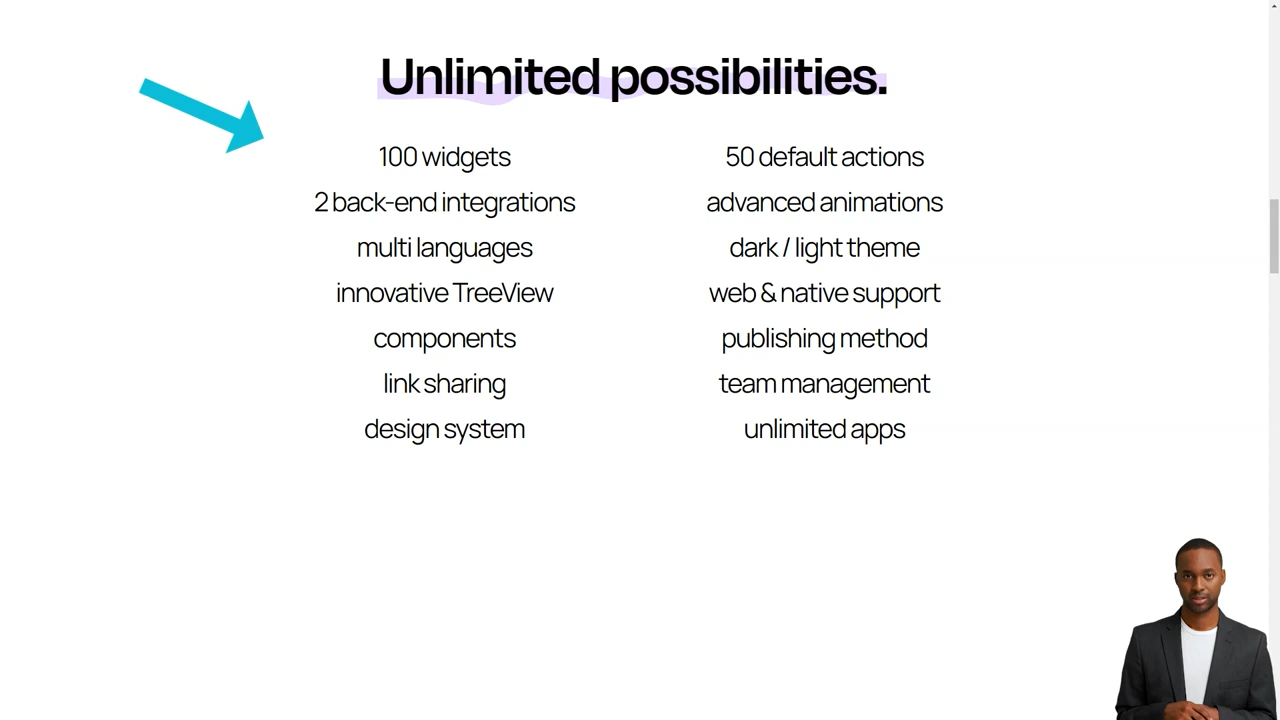 Unlimited possibilities.
100 widgets
2 back-end integrations
multi languages
innovative TreeView
components
link sharing
design system
50 default actions
advanced animations
dark / light theme
web & native support
publishing method
team management
unlimited apps